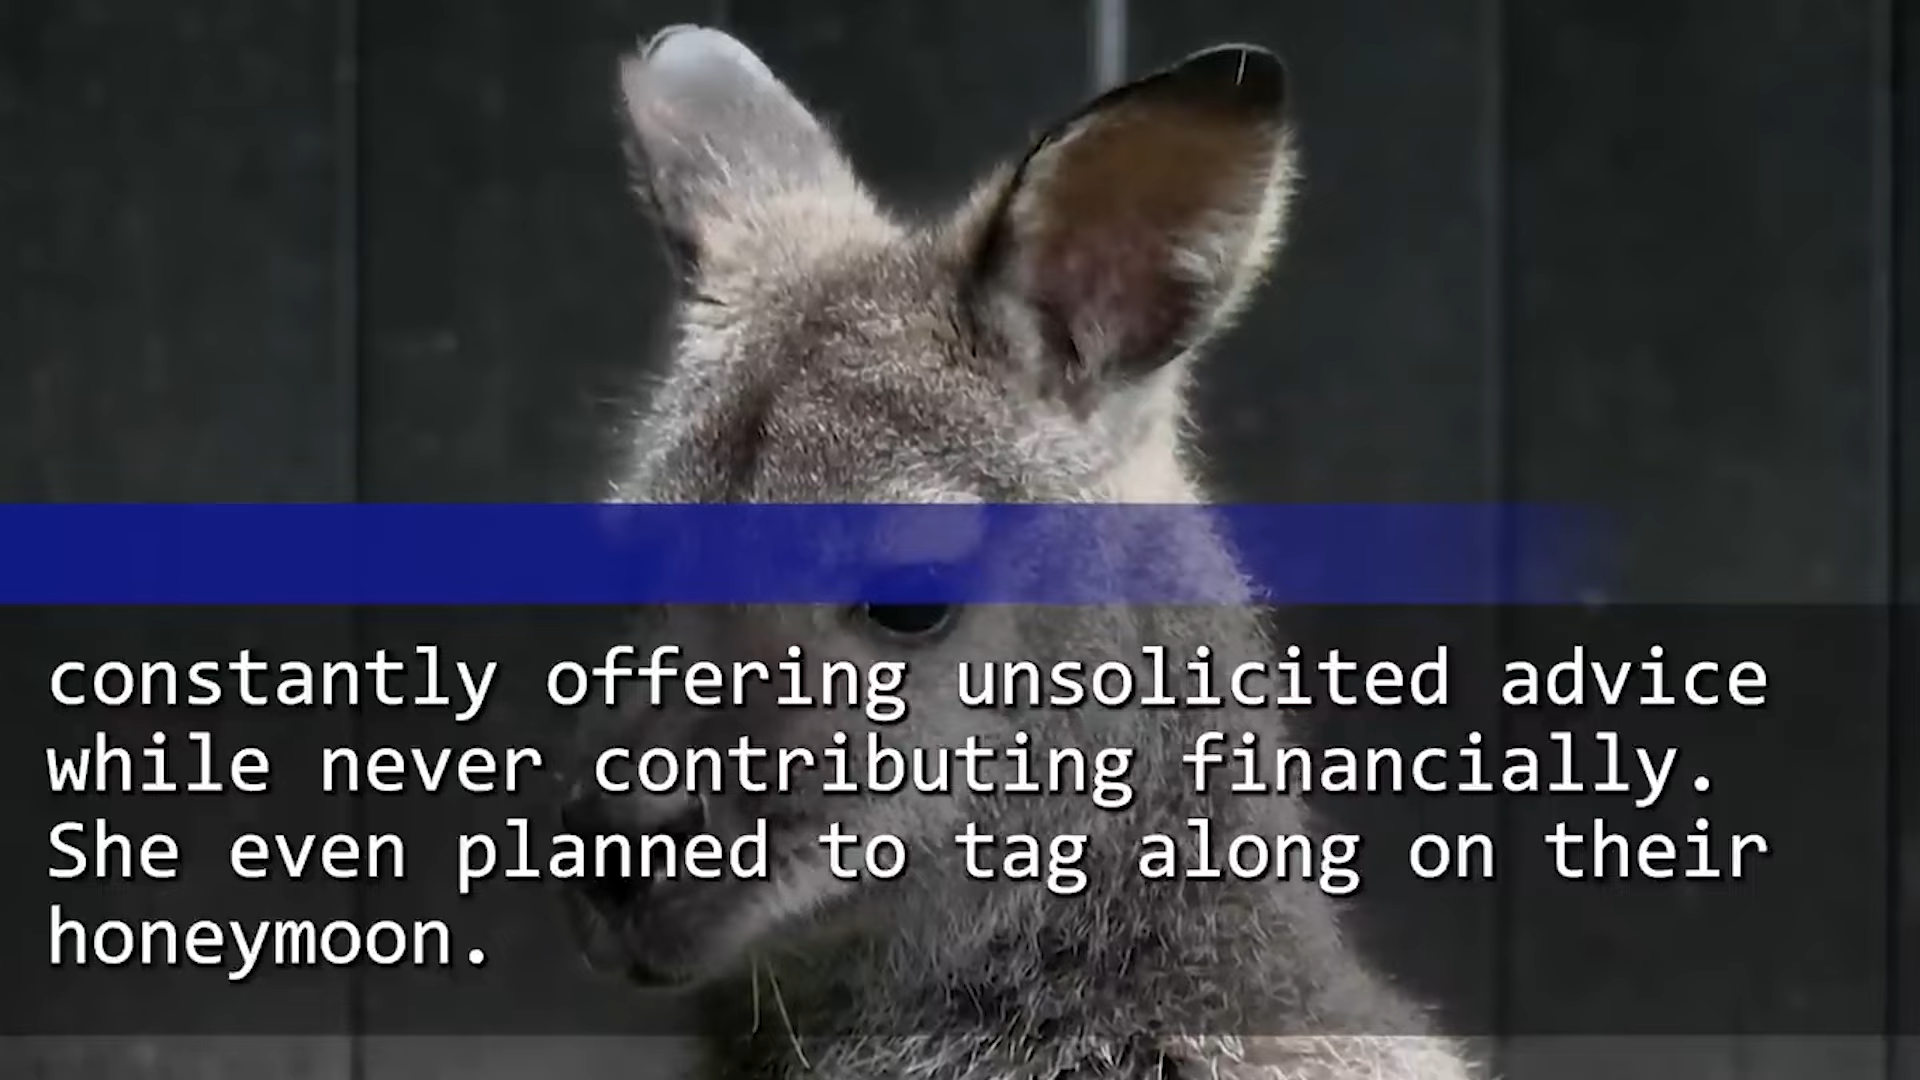 constantly offering unsolicited advice
while never contributing financially.
She even planned to tag along on their
honeymoon.